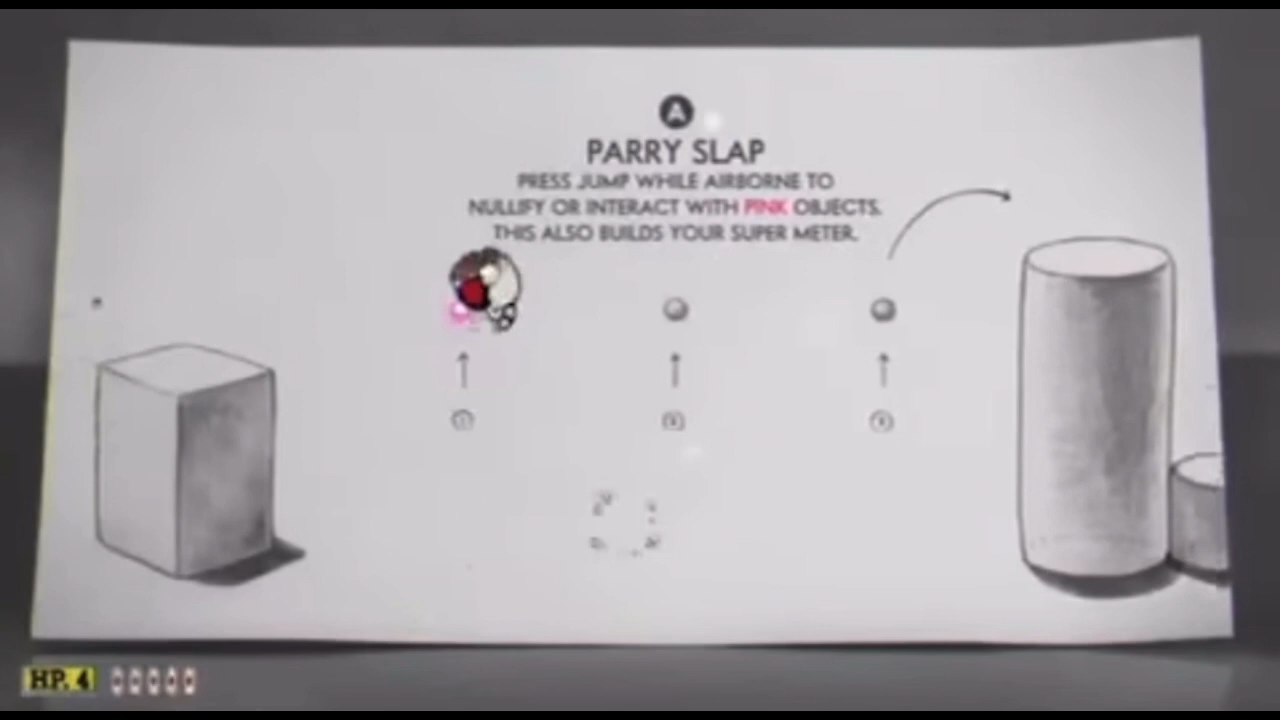 A
PARRY SLAP
PRESS JUMP WHILE AIRBORNE TO
NULLIFY OR INTERACT WITH PINK OBJECTS.
THIS ALSO BUILDS YOUR SUPER METER.
HP. 4